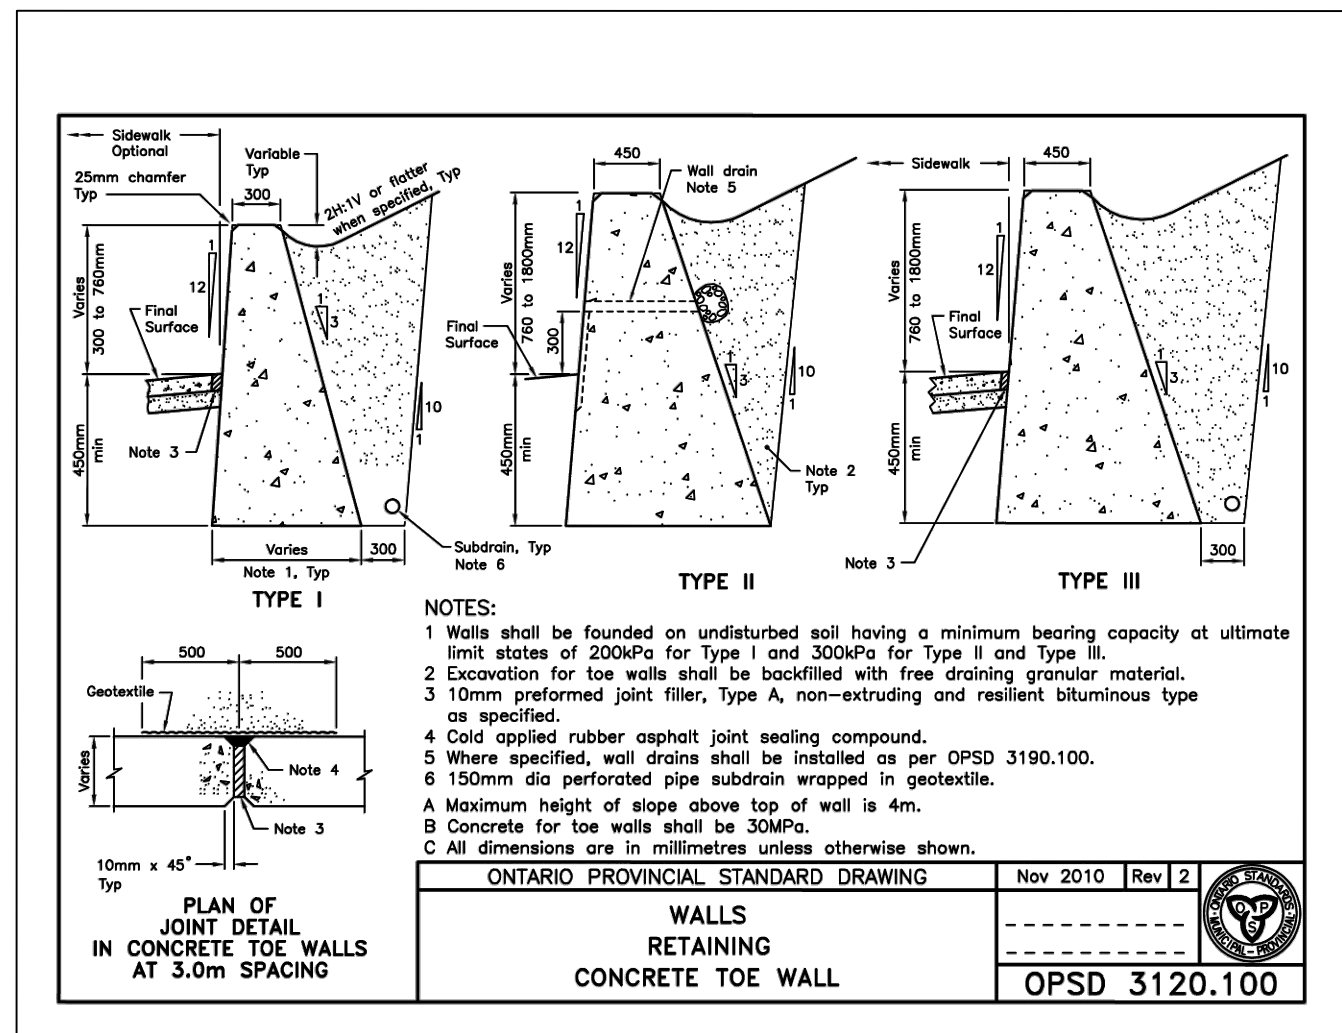 Sidewalk
Optional
25mm chamfer
Typ
Variable
Typ
300
2H:1V or flatter
when specified, Typ
Varies
300 to 760mm
1
12
1
3
Final
Surface
450mm
min
Note 3
10
1
Varies
Note 1, Typ
300
Subdrain, Typ
Note 6
TYPE I
450
Wall drain
Note 5
Varies
760 to 1800mm
1
12
Final
Surface
300
1
3
10
1
450mm
min
Note 2
Typ
TYPE II
Sidewalk
450
Varies
760 to 1800mm
1
12
Final
Surface
1
3
10
1
450mm
min
Note 3
300
TYPE III
500
500
Geotextile
Varies
Note 4
Note 3
10mm x 45°
Typ
PLAN OF
JOINT DETAIL
IN CONCRETE TOE WALLS
AT 3.0m SPACING
NOTES:
1 Walls shall be founded on undisturbed soil having a minimum bearing capacity at ultimate
limit states of 200kPa for Type I and 300kPa for Type II and Type III.
2 Excavation for toe walls shall be backfilled with free draining granular material.
3 10mm preformed joint filler, Type A, non-extruding and resilient bituminous type
as specified.
4 Cold applied rubber asphalt joint sealing compound.
5 Where specified, wall drains shall be installed as per OPSD 3190.100.
6 150mm dia perforated pipe subdrain wrapped in geotextile.
A Maximum height of slope above top of wall is 4m.
B Concrete for toe walls shall be 30MPa.
C All dimensions are in millimetres unless otherwise shown.
ONTARIO PROVINCIAL STANDARD DRAWING
Nov 2010
Rev
2
WALLS
RETAINING
CONCRETE TOE WALL
ONTARIO STANDARDS
MUNICIPAL-PROVINCIAL
O P
S
OPSD 3120.100